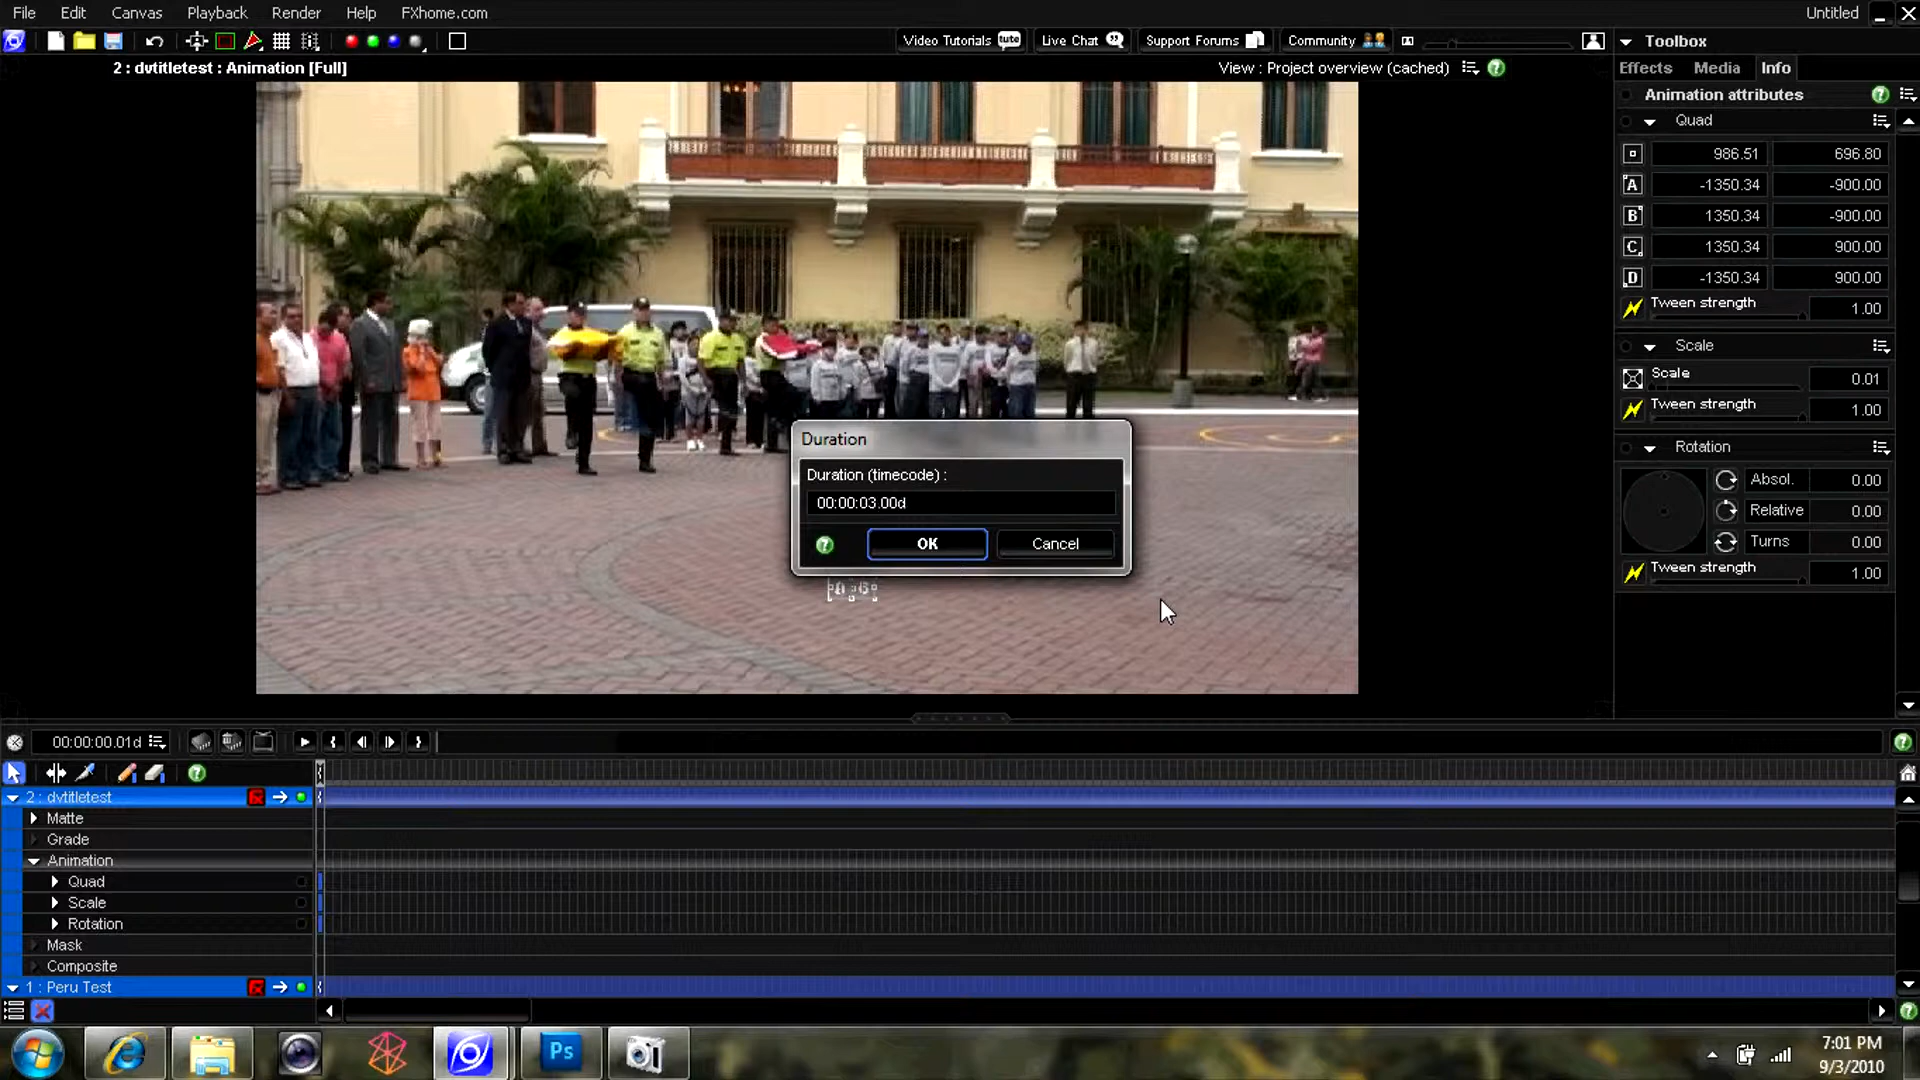 File Edit Canvas Playback Render Help FXhome.com Untitled
Video Tutorials tute Live Chat Support Forums Community Toolbox
2 : dvtitletest : Animation [Full] View : Project overview (cached) Effects Media Info
Animation attributes
Quad
986.51 696.80
A -1350.34 -900.00
B 1350.34 -900.00
C 1350.34 900.00
D -1350.34 900.00
Tween strength 1.00
Scale
Scale 0.01
Tween strength 1.00
Rotation
Absol. 0.00
Relative 0.00
Turns 0.00
Tween strength 1.00
Duration
Duration (timecode) :
00:00:03.00d
OK Cancel
00:00:00.01d
2 : dvtitletest
Matte
Grade
Animation
Quad
Scale
Rotation
Mask
Composite
1 : Peru Test
Ps
7:01 PM
9/3/2010